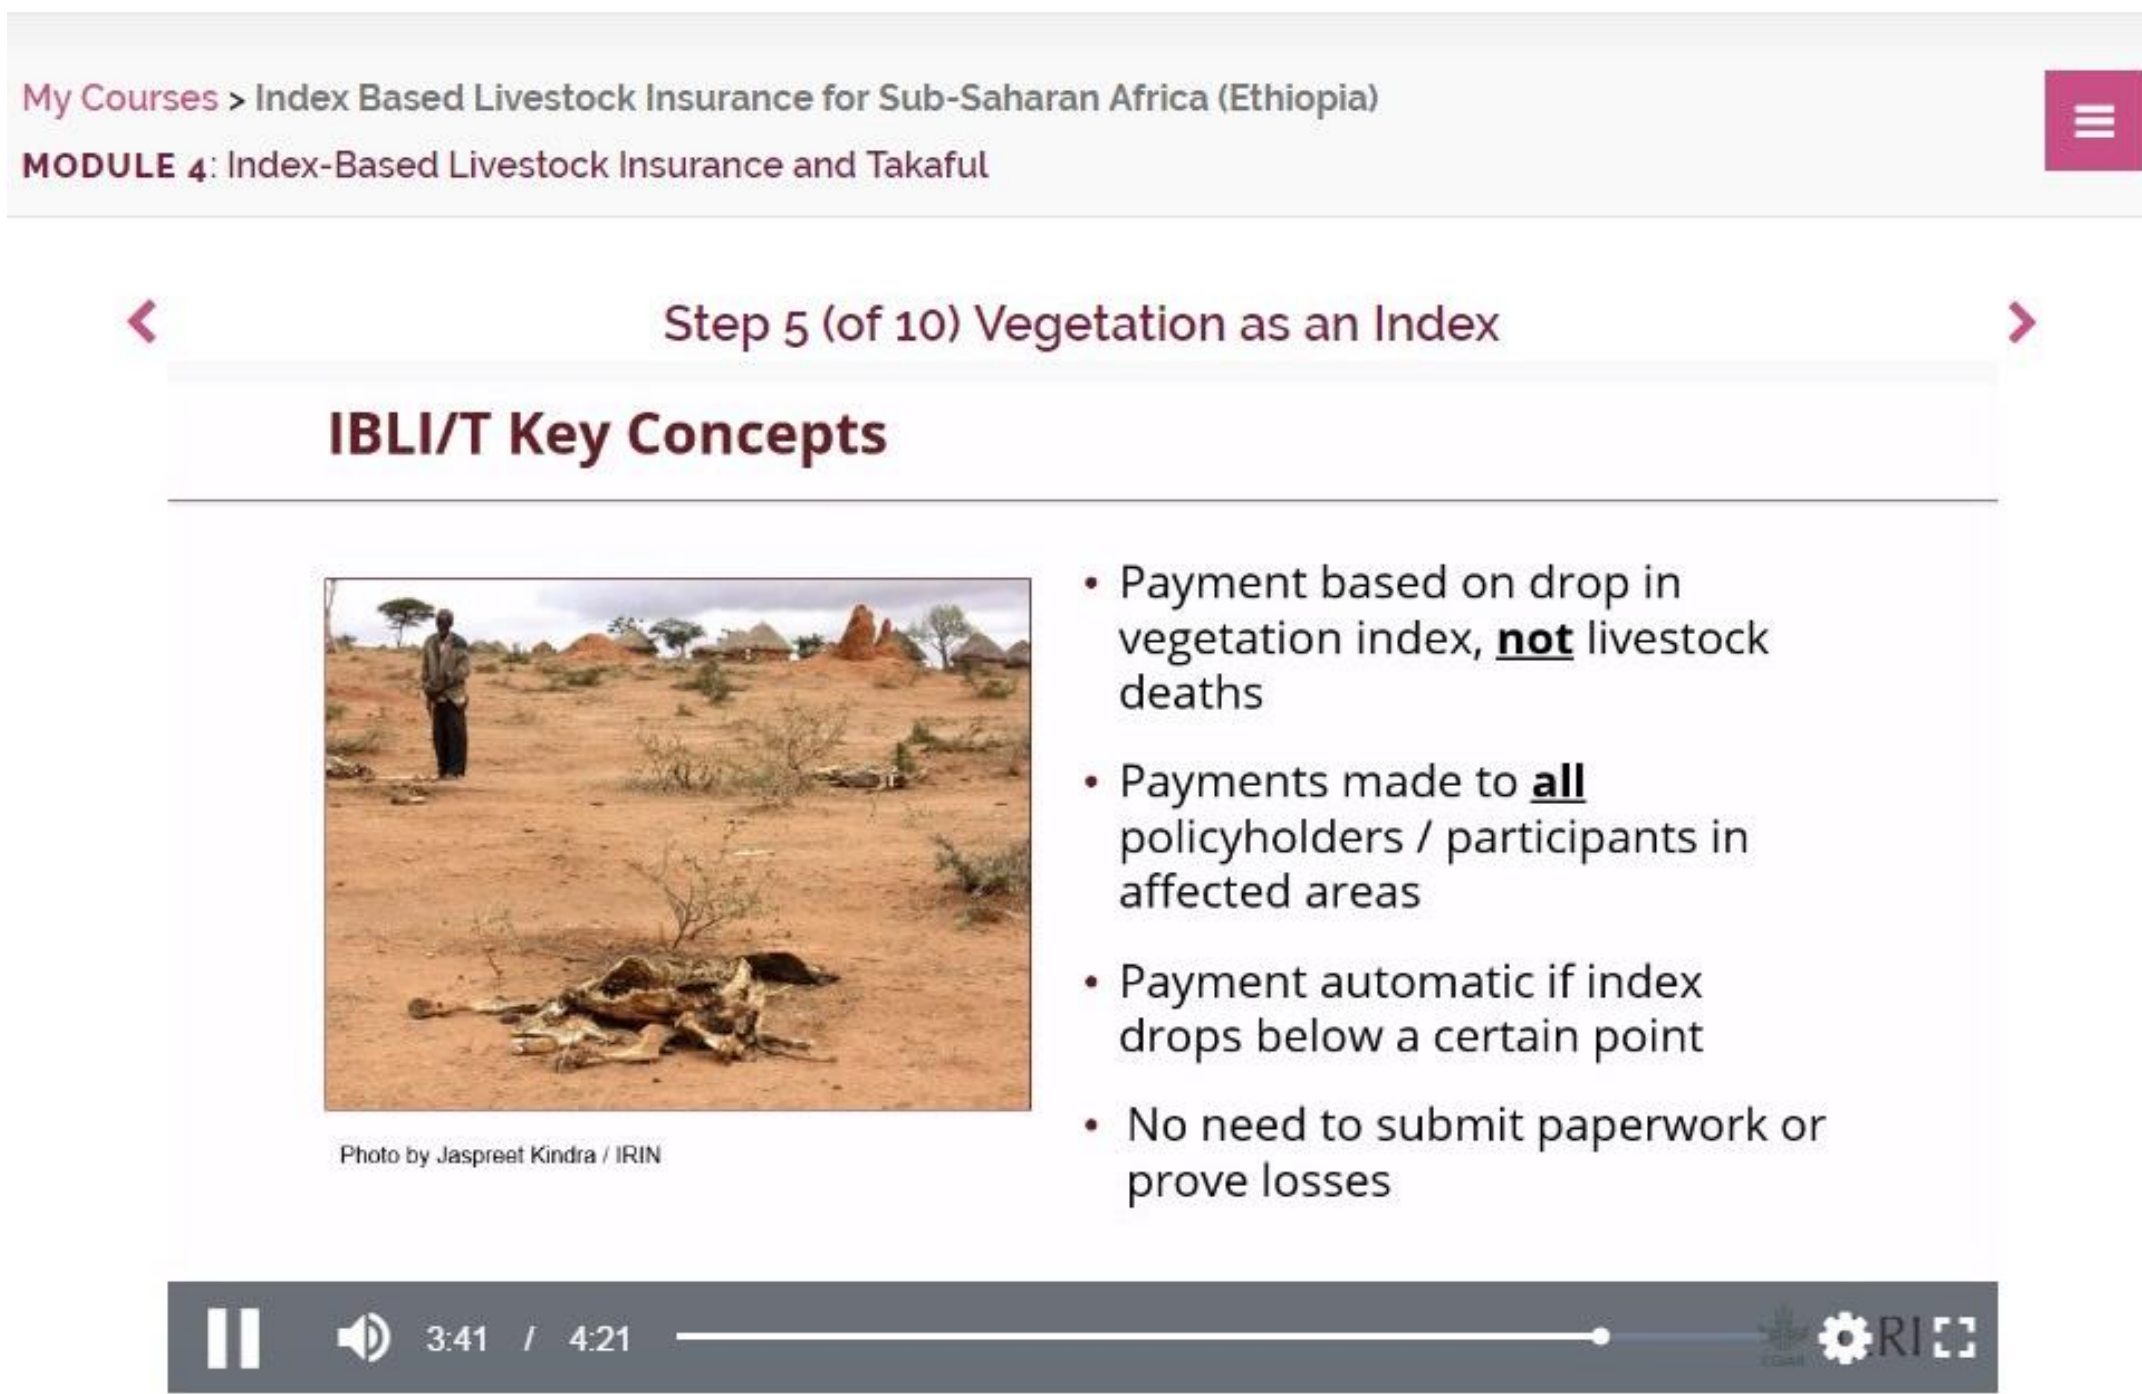 My Courses > Index Based Livestock Insurance for Sub-Saharan Africa (Ethiopia)
MODULE 4: Index-Based Livestock Insurance and Takaful
Step 5 (of 10) Vegetation as an Index
IBLI/T Key Concepts
• Payment based on drop in
vegetation index, not livestock
deaths
• Payments made to all
policyholders / participants in
affected areas
• Payment automatic if index
drops below a certain point
• No need to submit paperwork or
prove losses
Photo by Jaspreet Kindra / IRIN
3:41 / 4:21
CGIAR